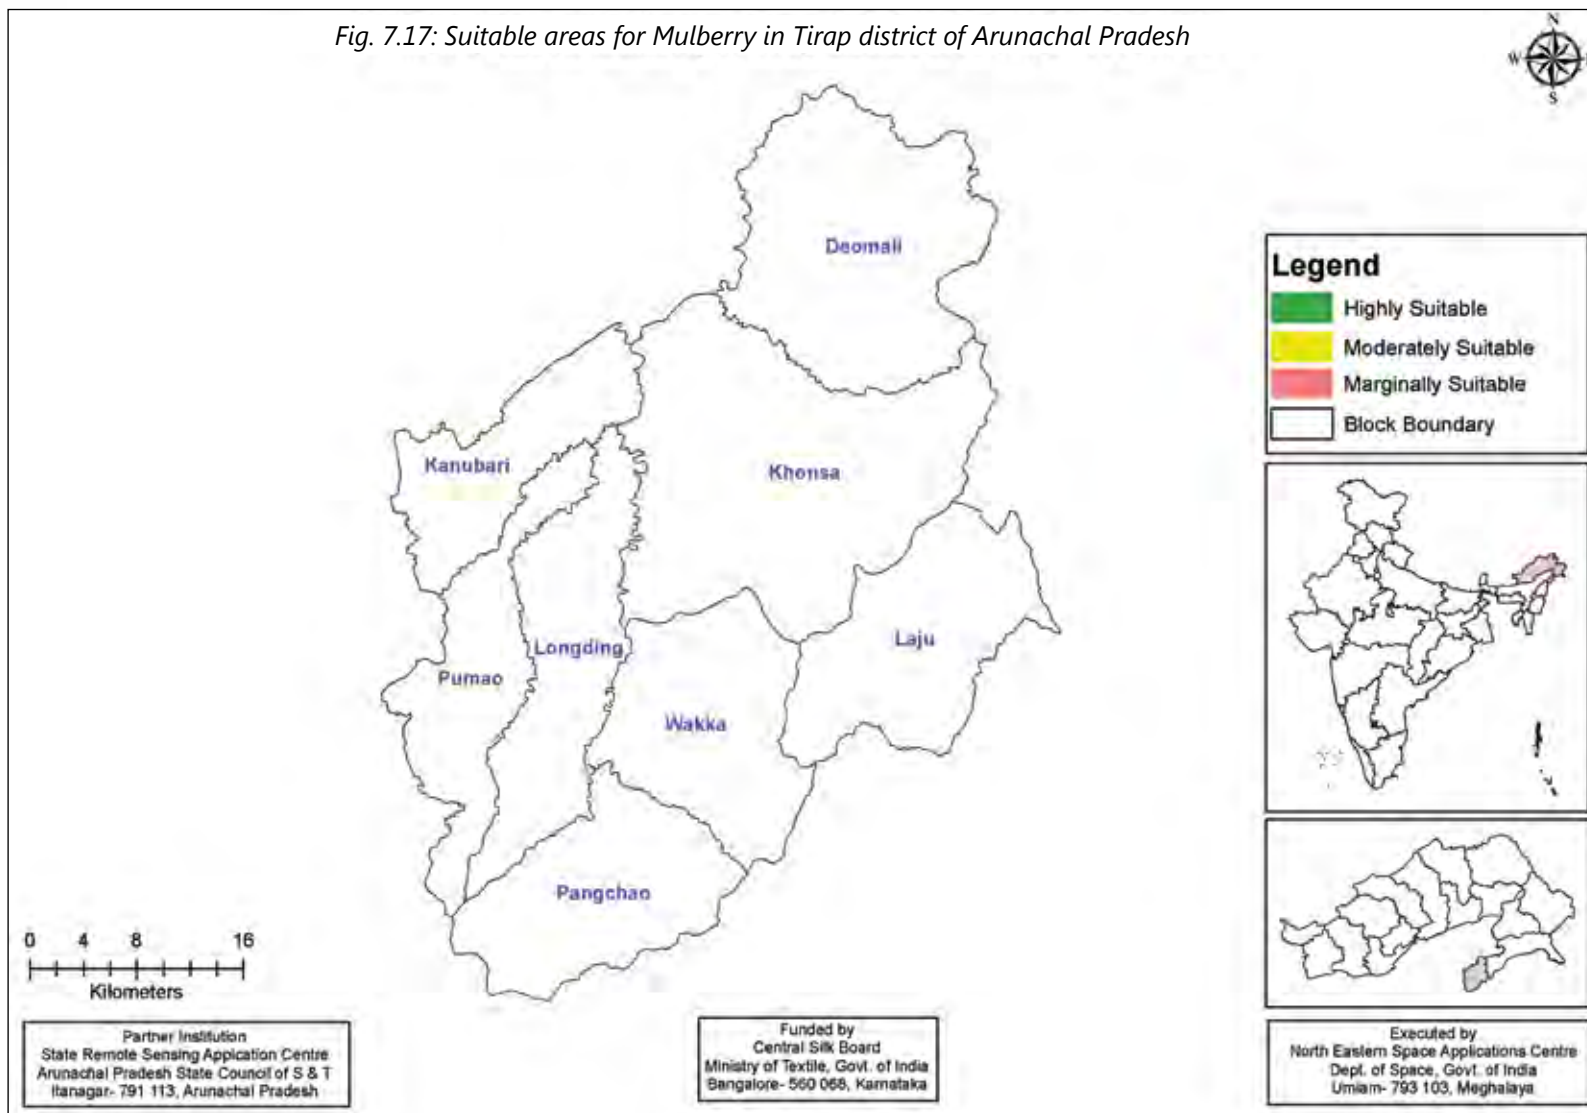 Fig. 7.17: Suitable areas for Mulberry in Tirap district of Arunachal Pradesh
N
W
S
Deomali
Legend
Highly Suitable
Moderately Suitable
Marginally Suitable
Block Boundary
Kanubari
Khonsa
Longding
Laju
Pumao
Wakka
Pangchao
0 4 8 16
Kilometers
Partner Institution
State Remote Sensing Application Centre
Arunachal Pradesh State Council of S & T
Itanagar- 791 113, Arunachal Pradesh
Funded by
Central Silk Board
Ministry of Textile, Govt. of India
Bangalore- 560 068, Karnataka
Executed by
North Eastern Space Applications Centre
Dept. of Space, Govt. of India
Umiam- 793 103, Meghalaya